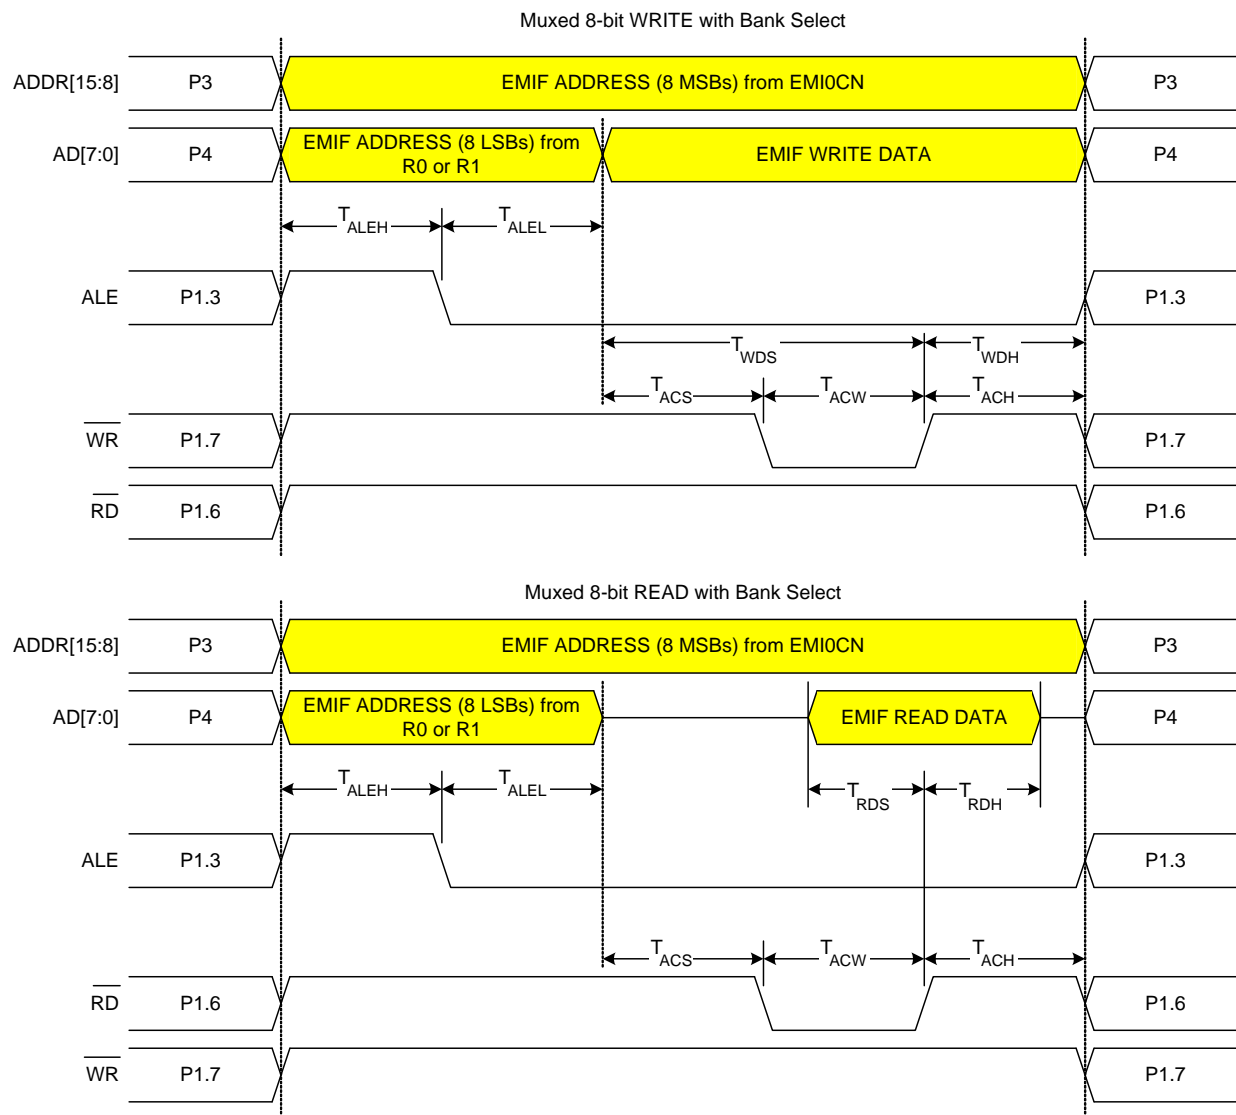 Muxed 8-bit WRITE with Bank Select
ADDR[15:8] P3 EMIF ADDRESS (8 MSBs) from EMI0CN P3
AD[7:0] P4 EMIF ADDRESS (8 LSBs) from
R0 or R1 EMIF WRITE DATA P4
TALEH TALEL
ALE P1.3 P1.3
TWDS TWDH
TACS TACW TACH
WR P1.7 P1.7
RD P1.6 P1.6
Muxed 8-bit READ with Bank Select
ADDR[15:8] P3 EMIF ADDRESS (8 MSBs) from EMI0CN P3
AD[7:0] P4 EMIF ADDRESS (8 LSBs) from
R0 or R1 EMIF READ DATA P4
TALEH TALEL TRDS TRDH
ALE P1.3 P1.3
TACS TACW TACH
RD P1.6 P1.6
WR P1.7 P1.7